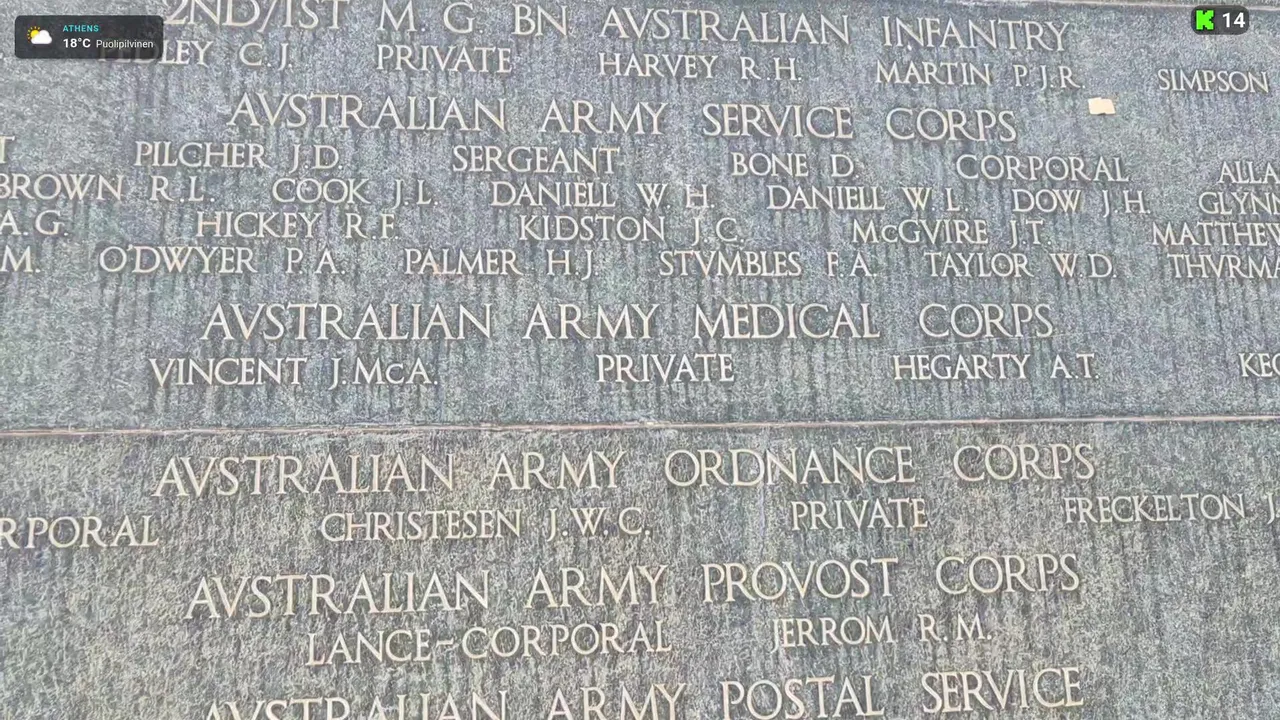 ATHENS
18°C Puolipilvinen
14
2ND/1ST M. G. BN AVSTRALIAN INFANTRY
C.J. PRIVATE HARVEY R.H. MARTIN P.J.R. SIMPSON
AVSTRALIAN ARMY SERVICE CORPS
PILCHER J.D. SERGEANT BONE D. CORPORAL
BROWN R.L. COOK J.L. DANIELL W.H. DANIELL W.L. DOW J.H.
A.G. HICKEY R.F. KIDSTON J.C. McGVIRE J.T.
M. O'DWYER P.A. PALMER H.J. STVMBLES F.A. TAYLOR W.D.
AVSTRALIAN ARMY MEDICAL CORPS
VINCENT J.McA. PRIVATE HEGARTY A.T.
AVSTRALIAN ARMY ORDNANCE CORPS
RPORAL CHRISTESEN J.W.C. PRIVATE FRECKELTON J
AVSTRALIAN ARMY PROVOST CORPS
LANCE-CORPORAL JERROM R.M.
AVSTRALIAN ARMY POSTAL SERVICE